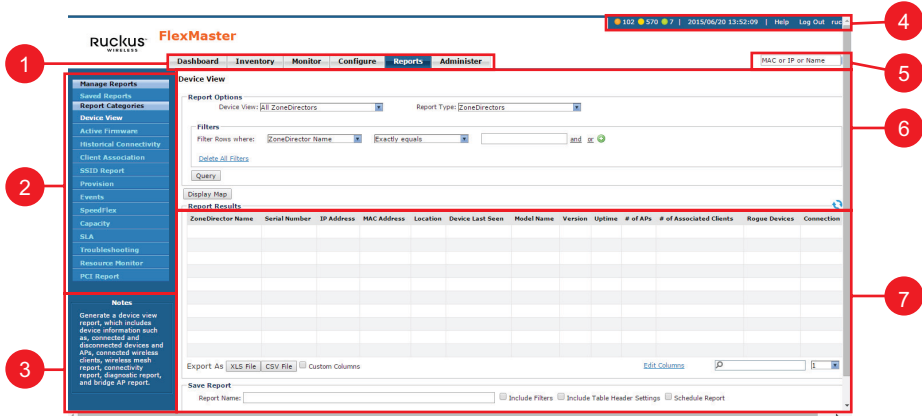 102 570 7 | 2015/06/20 13:52:09 | Help Log Out ruc
4
Ruckus WIRELESS
FlexMaster
1
Dashboard Inventory Monitor Configure Reports Administer
MAC or IP or Name
5
2
Manage Reports
Saved Reports
Report Categories
Device View
Active Firmware
Historical Connectivity
Client Association
SSID Report
Provision
Events
SpeedFlex
Capacity
SLA
Troubleshooting
Resource Monitor
PCI Report
3
Notes
Generate a device view
report, which includes
device information such
as, connected and
disconnected devices and
APs, connected wireless
clients, wireless mesh
report, connectivity
report, diagnostic report,
and bridge AP report.
Device View
Report Options
Device View: All ZoneDirectors Report Type: ZoneDirectors
Filters
Filter Rows where: ZoneDirector Name Exactly equals and or
Delete All Filters
Query
6
Display Map
Report Results
ZoneDirector Name Serial Number IP Address MAC Address Location Device Last Seen Model Name Version Uptime # of APs # of Associated Clients Rogue Devices Connection
7
Export As XLS File CSV File Custom Columns Edit Columns 1
Save Report
Report Name: Include Filters Include Table Header Settings Schedule Report